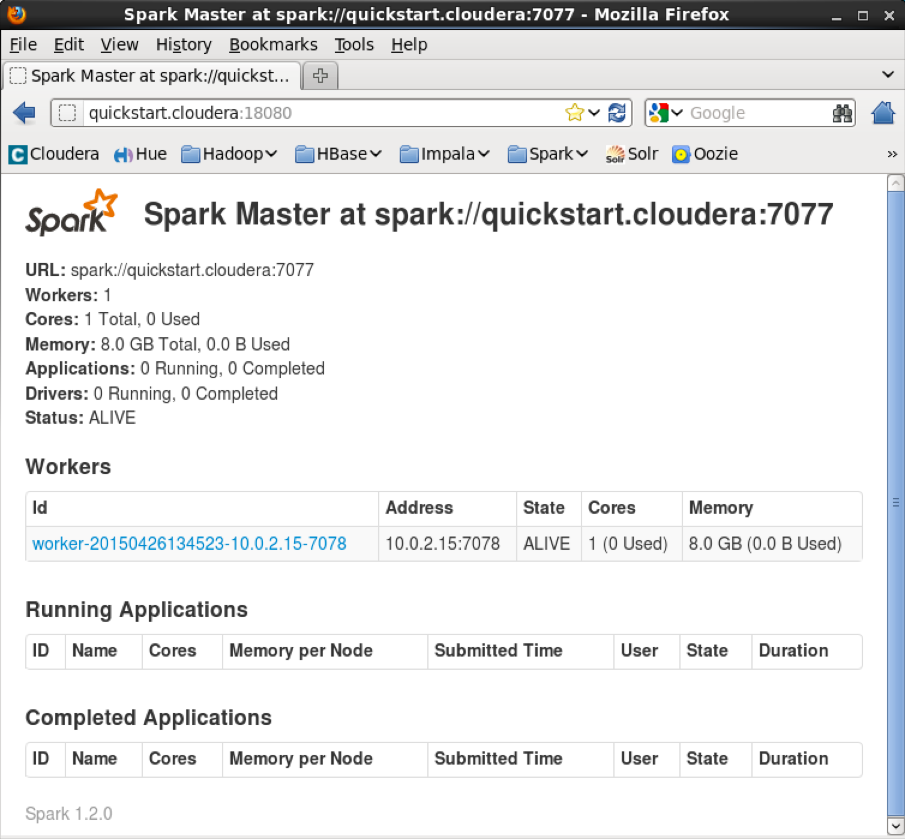 Spark Master at spark://quickstart.cloudera:7077 - Mozilla Firefox
File Edit View History Bookmarks Tools Help
Spark Master at spark://quickst...
quickstart.cloudera:18080 Google
Cloudera Hue Hadoop HBase Impala Spark Solr Oozie »
Spark Spark Master at spark://quickstart.cloudera:7077
URL: spark://quickstart.cloudera:7077
Workers: 1
Cores: 1 Total, 0 Used
Memory: 8.0 GB Total, 0.0 B Used
Applications: 0 Running, 0 Completed
Drivers: 0 Running, 0 Completed
Status: ALIVE
Workers
Id Address State Cores Memory
worker-20150426134523-10.0.2.15-7078 10.0.2.15:7078 ALIVE 1 (0 Used) 8.0 GB (0.0 B Used)
Running Applications
ID Name Cores Memory per Node Submitted Time User State Duration
Completed Applications
ID Name Cores Memory per Node Submitted Time User State Duration
Spark 1.2.0